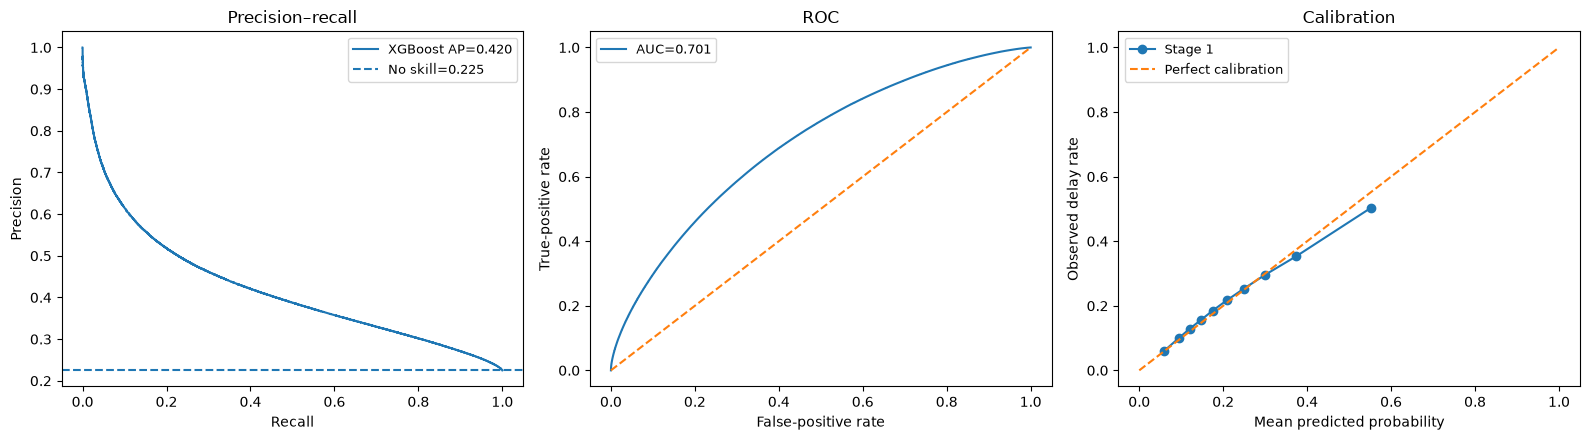 Precision–recall
XGBoost AP=0.420
No skill=0.225
1.0
0.9
0.8
0.7
0.6
0.5
0.4
0.3
0.2
Precision
0.0 0.2 0.4 0.6 0.8 1.0
Recall
ROC
AUC=0.701
1.0
0.8
0.6
0.4
0.2
0.0
True-positive rate
0.0 0.2 0.4 0.6 0.8 1.0
False-positive rate
Calibration
Stage 1
Perfect calibration
1.0
0.8
0.6
0.4
0.2
0.0
Observed delay rate
0.0 0.2 0.4 0.6 0.8 1.0
Mean predicted probability